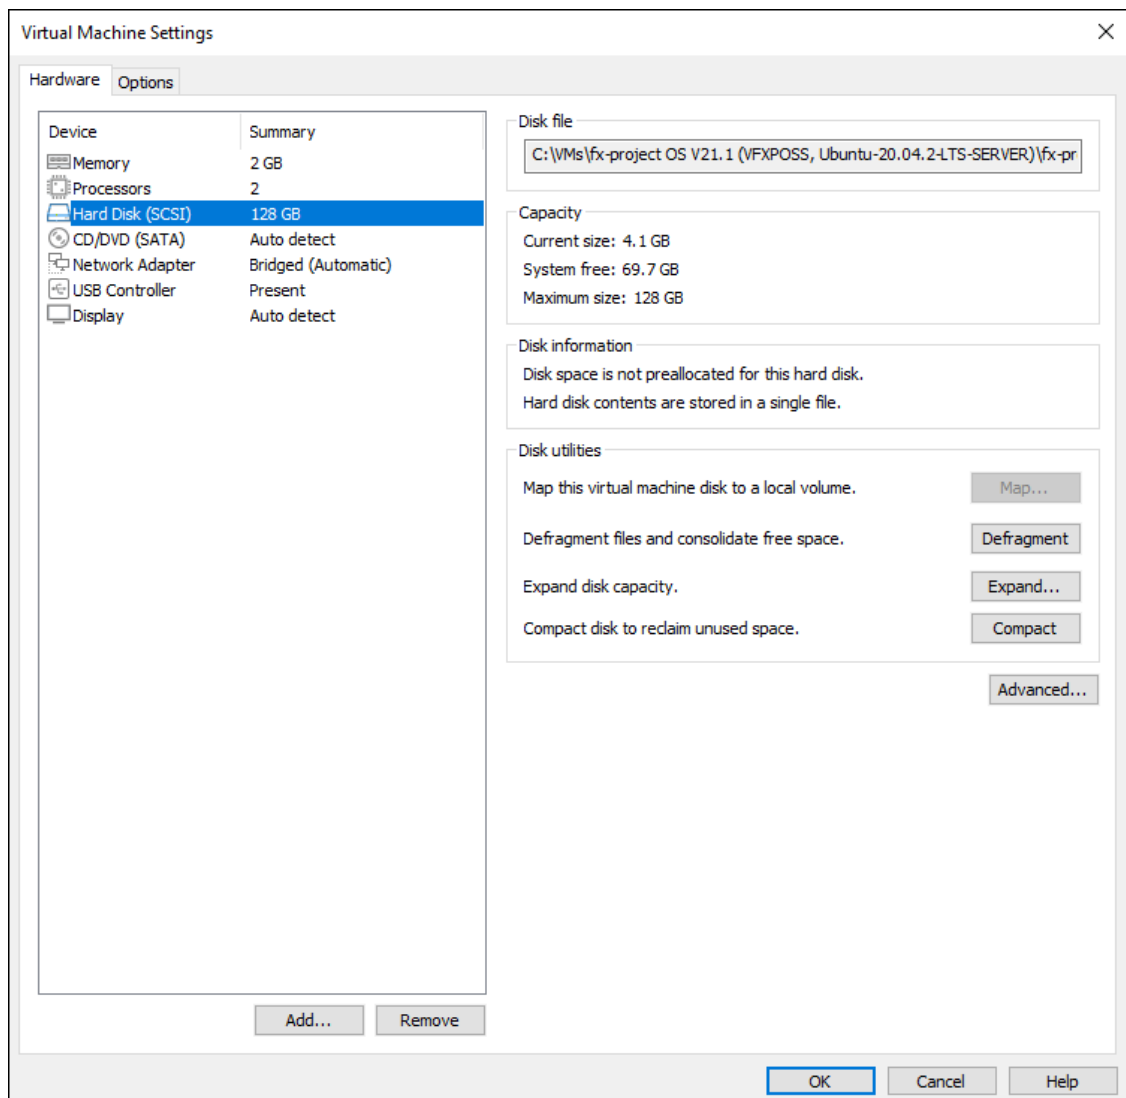 Virtual Machine Settings
Hardware Options
Device Summary
Memory 2 GB
Processors 2
Hard Disk (SCSI) 128 GB
CD/DVD (SATA) Auto detect
Network Adapter Bridged (Automatic)
USB Controller Present
Display Auto detect
Add... Remove
Disk file
C:\VMs\fx-project OS V21.1 (VFXPOSS, Ubuntu-20.04.2-LTS-SERVER)\fx-pr
Capacity
Current size: 4.1 GB
System free: 69.7 GB
Maximum size: 128 GB
Disk information
Disk space is not preallocated for this hard disk.
Hard disk contents are stored in a single file.
Disk utilities
Map this virtual machine disk to a local volume. Map...
Defragment files and consolidate free space. Defragment
Expand disk capacity. Expand...
Compact disk to reclaim unused space. Compact
Advanced...
OK Cancel Help